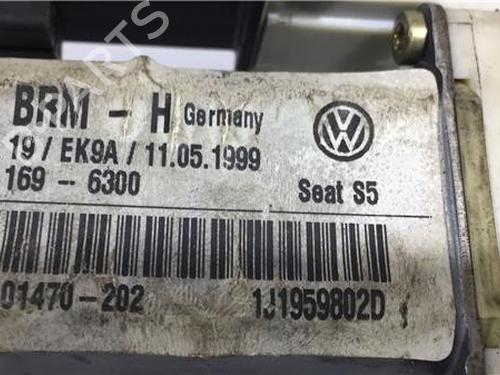 BRM - H Germany
19 / EK9A / 11.05.1999
169 - 6300
Seat S5
01470-202
1J1959802D